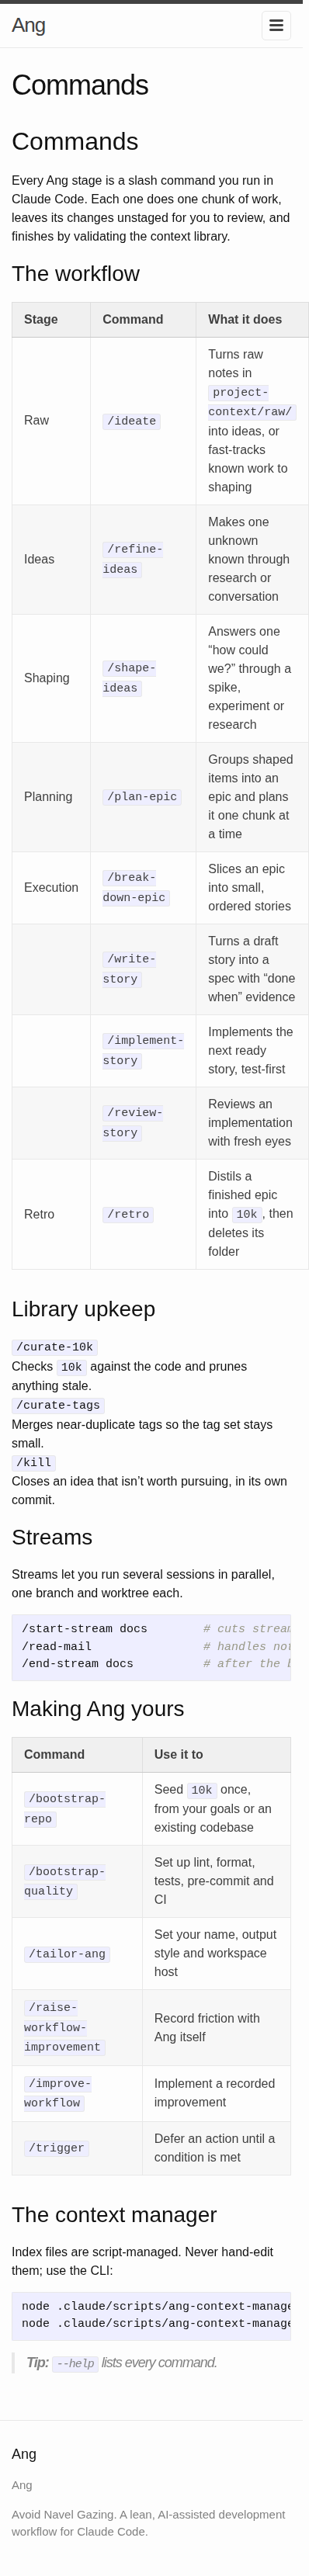 Ang
Commands
Commands
Every Ang stage is a slash command you run in
Claude Code. Each one does one chunk of work,
leaves its changes unstaged for you to review, and
finishes by validating the context library.
The workflow
Stage Command What it does
Raw /ideate Turns raw
notes in
project-
context/raw/
into ideas, or
fast-tracks
known work to
shaping
Ideas /refine-
ideas Makes one
unknown
known through
research or
conversation
Shaping /shape-
ideas Answers one
“how could
we?” through a
spike,
experiment or
research
Planning /plan-epic Groups shaped
items into an
epic and plans
it one chunk at
a time
Execution /break-
down-epic Slices an epic
into small,
ordered stories
/write-
story Turns a draft
story into a
spec with “done
when” evidence
/implement-
story Implements the
next ready
story, test-first
/review-
story Reviews an
implementation
with fresh eyes
Retro /retro Distils a
finished epic
into 10k, then
deletes its
folder
Library upkeep
/curate-10k
Checks 10k against the code and prunes
anything stale.
/curate-tags
Merges near-duplicate tags so the tag set stays
small.
/kill
Closes an idea that isn’t worth pursuing, in its own
commit.
Streams
Streams let you run several sessions in parallel,
one branch and worktree each.
/start-stream docs # cuts stream
/read-mail # handles not
/end-stream docs # after the
Making Ang yours
Command Use it to
/bootstrap-
repo Seed 10k once,
from your goals or an
existing codebase
/bootstrap-
quality Set up lint, format,
tests, pre-commit and
CI
/tailor-ang Set your name, output
style and workspace
host
/raise-
workflow-
improvement Record friction with
Ang itself
/improve-
workflow Implement a recorded
improvement
/trigger Defer an action until a
condition is met
The context manager
Index files are script-managed. Never hand-edit
them; use the CLI:
node .claude/scripts/ang-context-manage
node .claude/scripts/ang-context-manage
Tip: --help lists every command.
Ang
Ang
Avoid Navel Gazing. A lean, AI-assisted development
workflow for Claude Code.